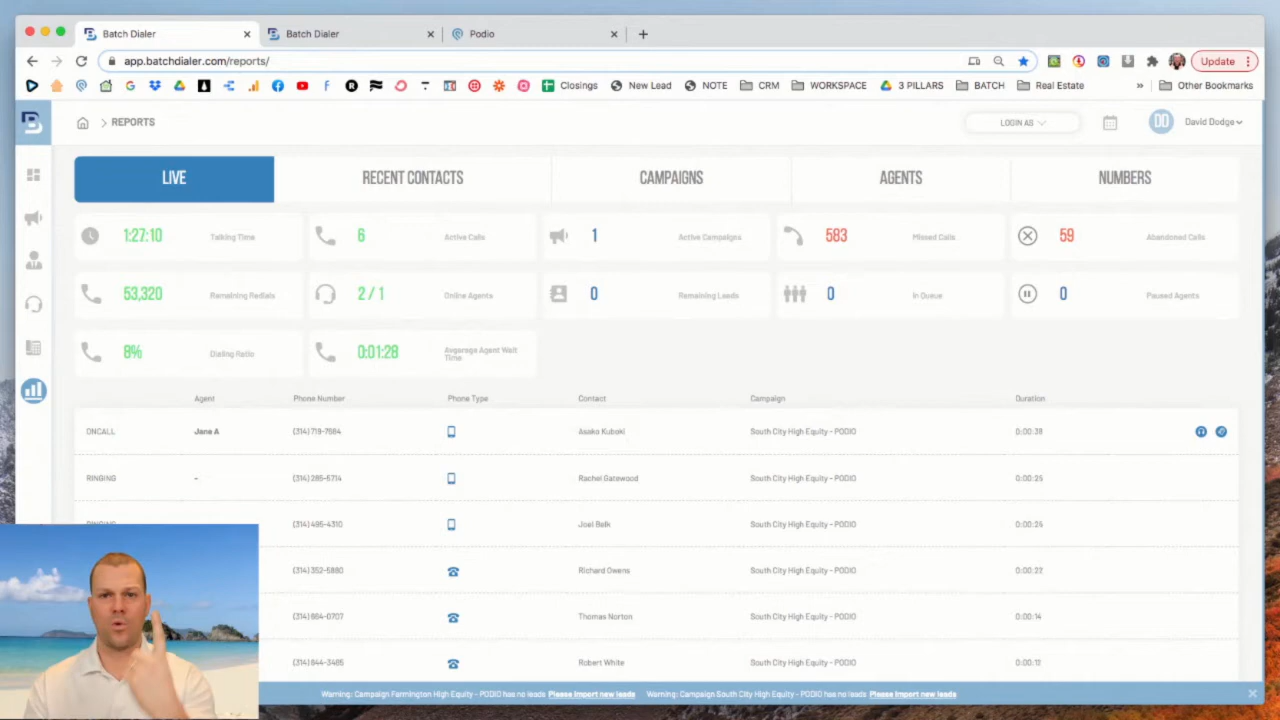 Batch Dialer
Batch Dialer
Podio
app.batchdialer.com/reports/
Update
Closings
New Lead
NOTE
CRM
WORKSPACE
3 PILLARS
BATCH
Real Estate
»
Other Bookmarks
> REPORTS
LOGIN AS
DD
David Dodge
LIVE
RECENT CONTACTS
CAMPAIGNS
AGENTS
NUMBERS
1:27:10 Talking Time
6 Active Calls
1 Active Campaigns
583 Missed Calls
59 Abandoned Calls
53,320 Remaining Redials
2 / 1 Online Agents
0 Remaining Leads
0 In Queue
0 Paused Agents
8% Dialing Ratio
0:01:28 Avgerage Agent Wait
Time
Agent Phone Number Phone Type Contact Campaign Duration
ONCALL Jane A (314) 719-7684 Asako Kuboki South City High Equity - PODIO 0:00:38
RINGING - (314) 285-5714 Rachel Gatewood South City High Equity - PODIO 0:00:25
(314) 495-4310 Joel Balk South City High Equity - PODIO 0:00:25
(314) 352-5880 Richard Owens South City High Equity - PODIO 0:00:22
(314) 664-0707 Thomas Norton South City High Equity - PODIO 0:00:14
(314) 644-3485 Robert White South City High Equity - PODIO 0:00:12
Warning: Campaign Farmington High Equity - PODIO has no leads Please import new leads Warning: Campaign South City High Equity - PODIO has no leads Please import new leads